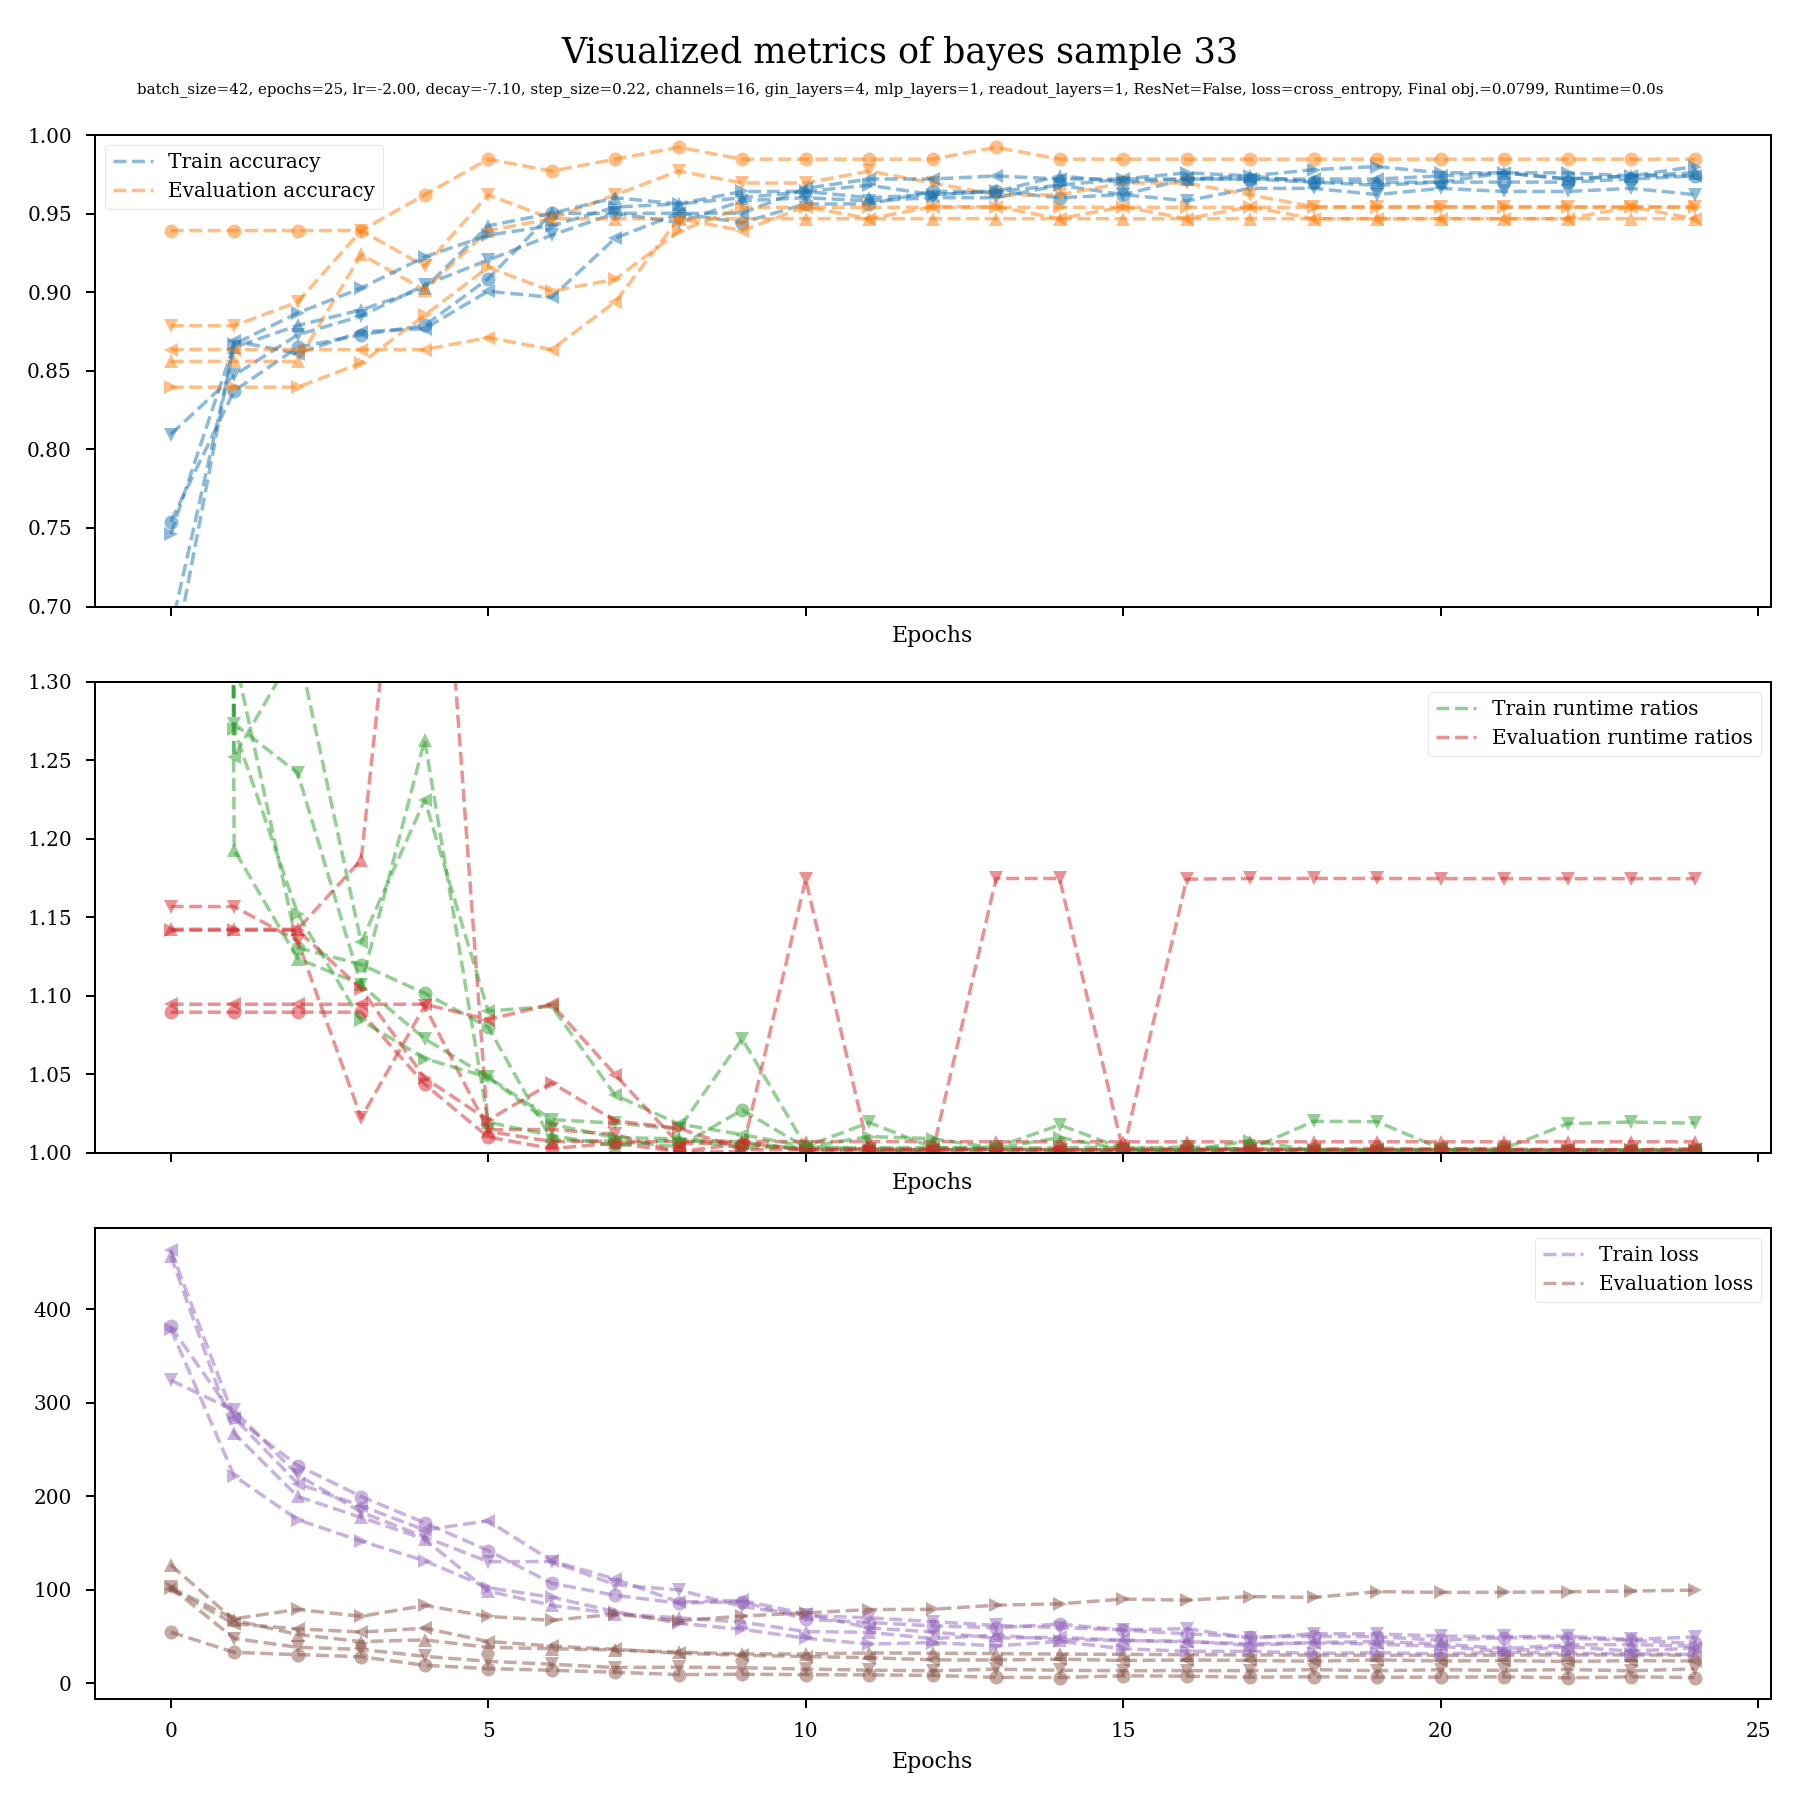 Visualized metrics of bayes sample 33
batch_size=42, epochs=25, lr=-2.00, decay=-7.10, step_size=0.22, channels=16, gin_layers=4, mlp_layers=1, readout_layers=1, ResNet=False, loss=cross_entropy, Final obj.=0.0799, Runtime=0.0s
1.00
0.95
0.90
0.85
0.80
0.75
0.70
Train accuracy
Evaluation accuracy
Epochs
1.30
1.25
1.20
1.15
1.10
1.05
1.00
Train runtime ratios
Evaluation runtime ratios
Epochs
400
300
200
100
0
Train loss
Evaluation loss
0 5 10 15 20 25
Epochs